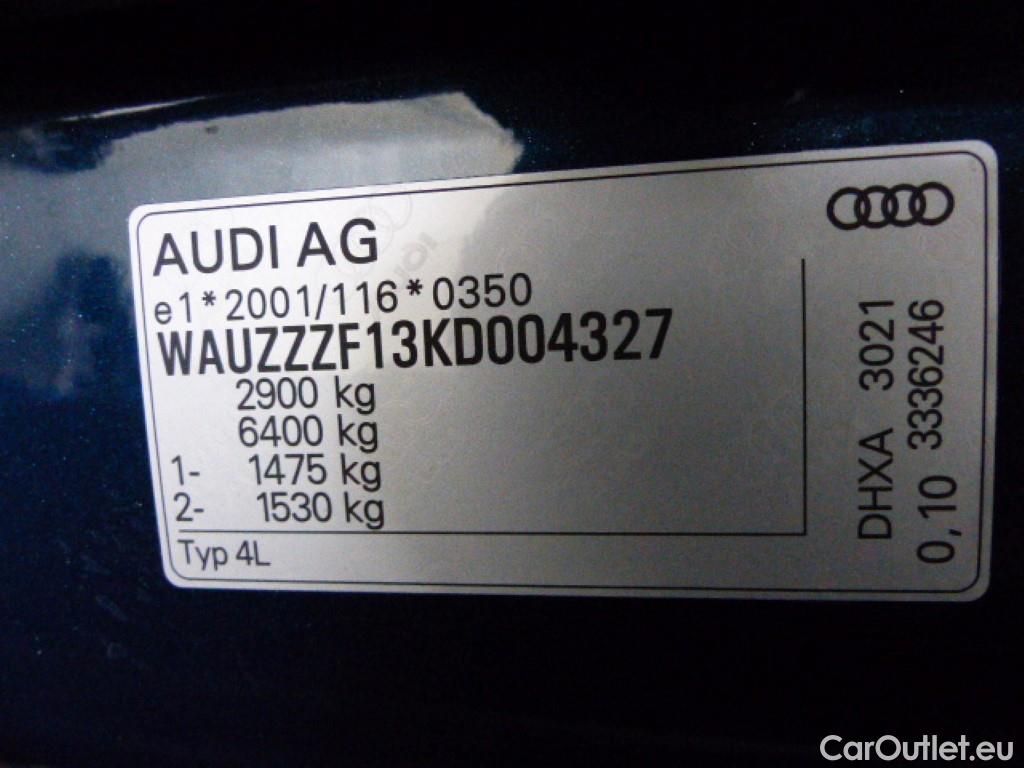 AUDI AG
e1*2001/116*0350
WAUZZZF13KD004327
2900 kg
6400 kg
1- 1475 kg
2- 1530 kg
Typ 4L
DHXA 3021
0,10 3336246
CarOutlet.eu